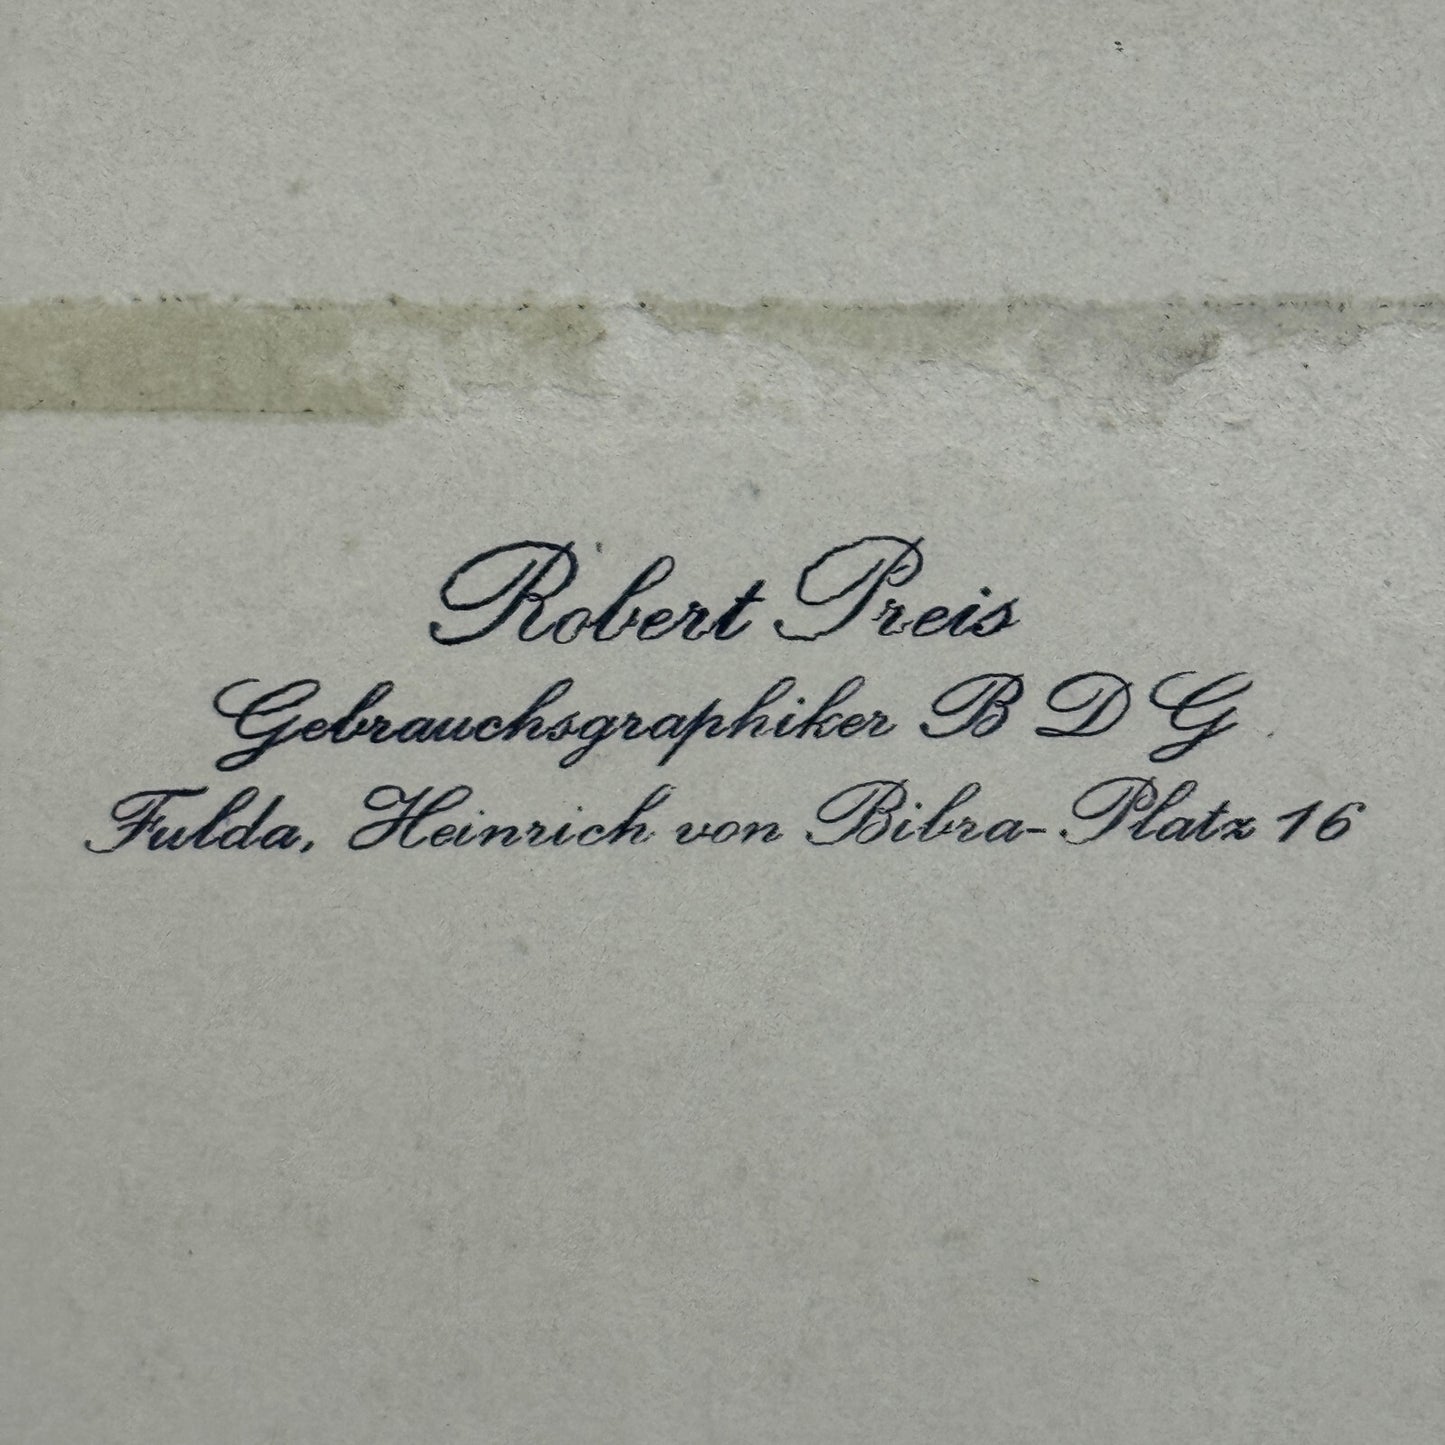 Robert Preis
Gebrauchsgraphiker B D G
Fulda, Heinrich von Bibra-Platz 16